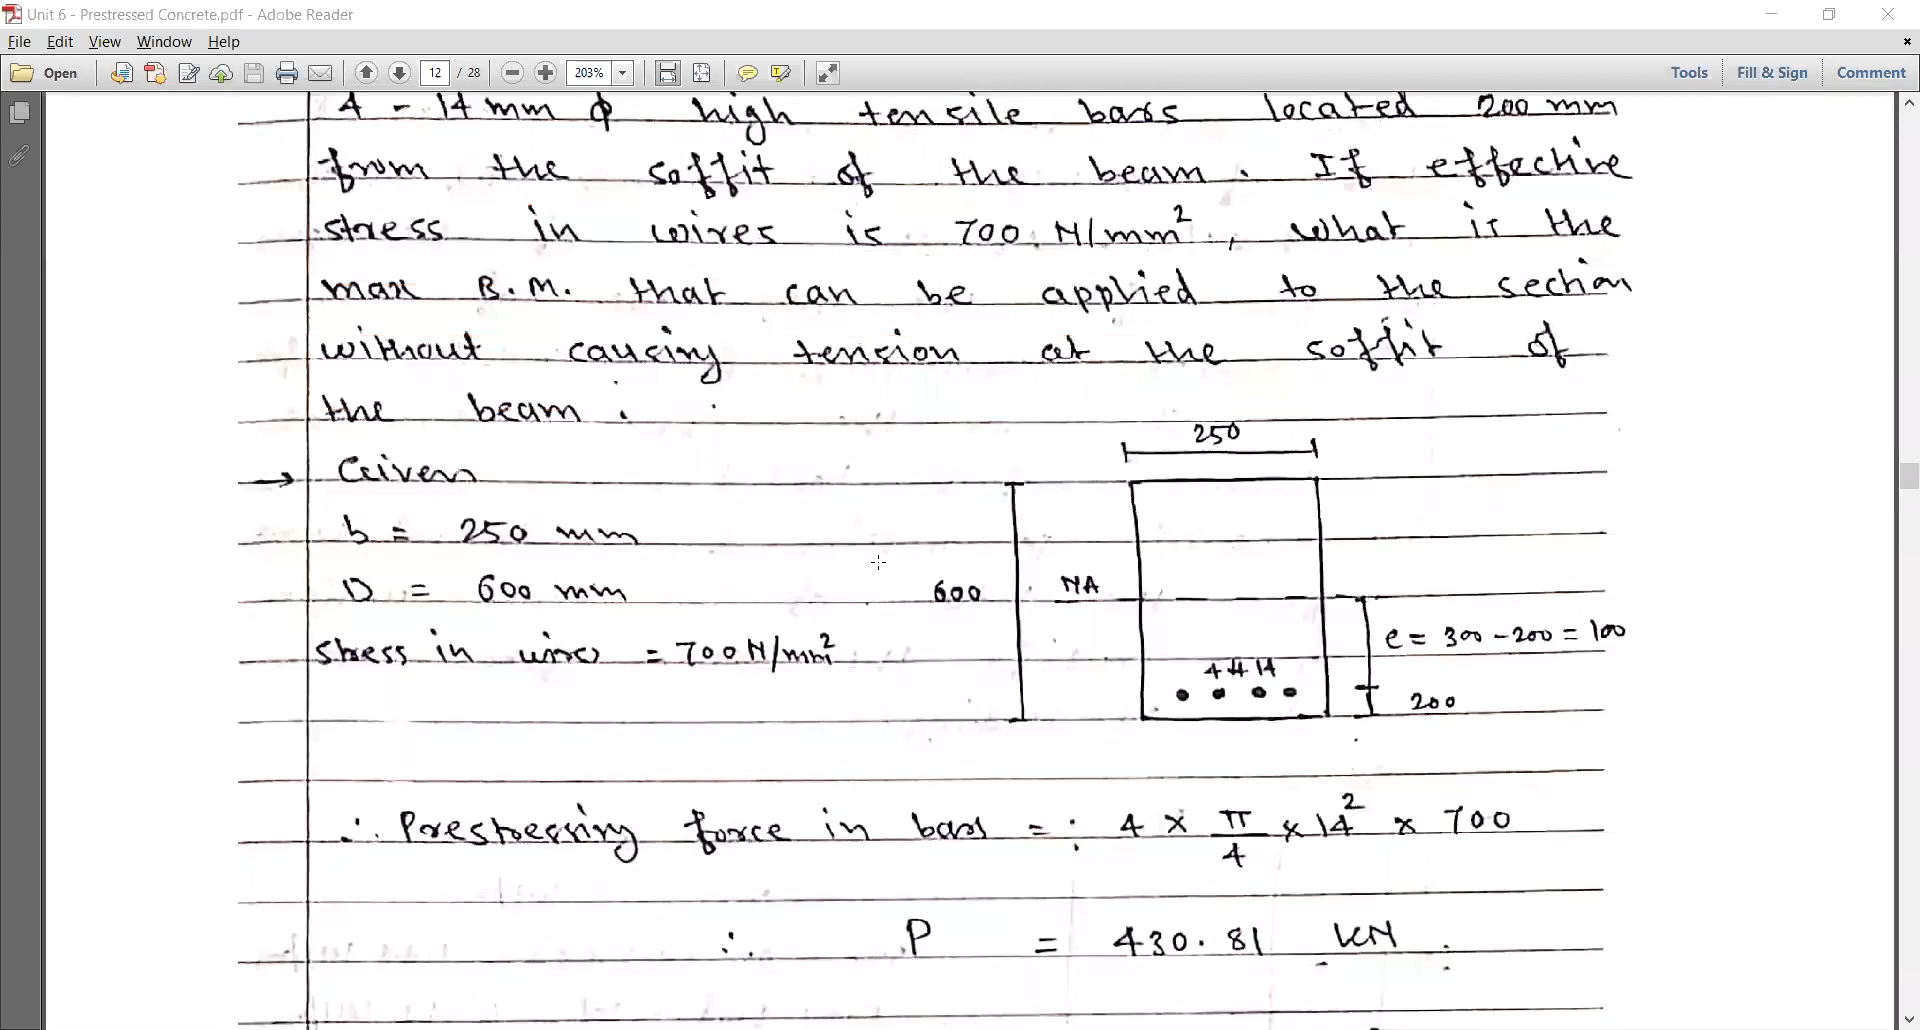 Unit 6 - Prestressed Concrete.pdf - Adobe Reader
File Edit View Window Help
Open 12 / 28 203% Tools Fill & Sign Comment
4 - 14 mm ϕ high tensile bars located 200 mm
from the soffit of the beam. If effective
stress in wires is 700 N/mm², what is the
max B.M. that can be applied to the section
without causing tension at the soffit of
the beam.
→ Given
b = 250 mm
D = 600 mm
stress in wires = 700 N/mm²
250
600
NA
e = 300 - 200 = 100
4 # 14
200
∴ Prestressing force in bars = : 4 × π/4 × 14² × 700
∴ P = 430.81 kN.